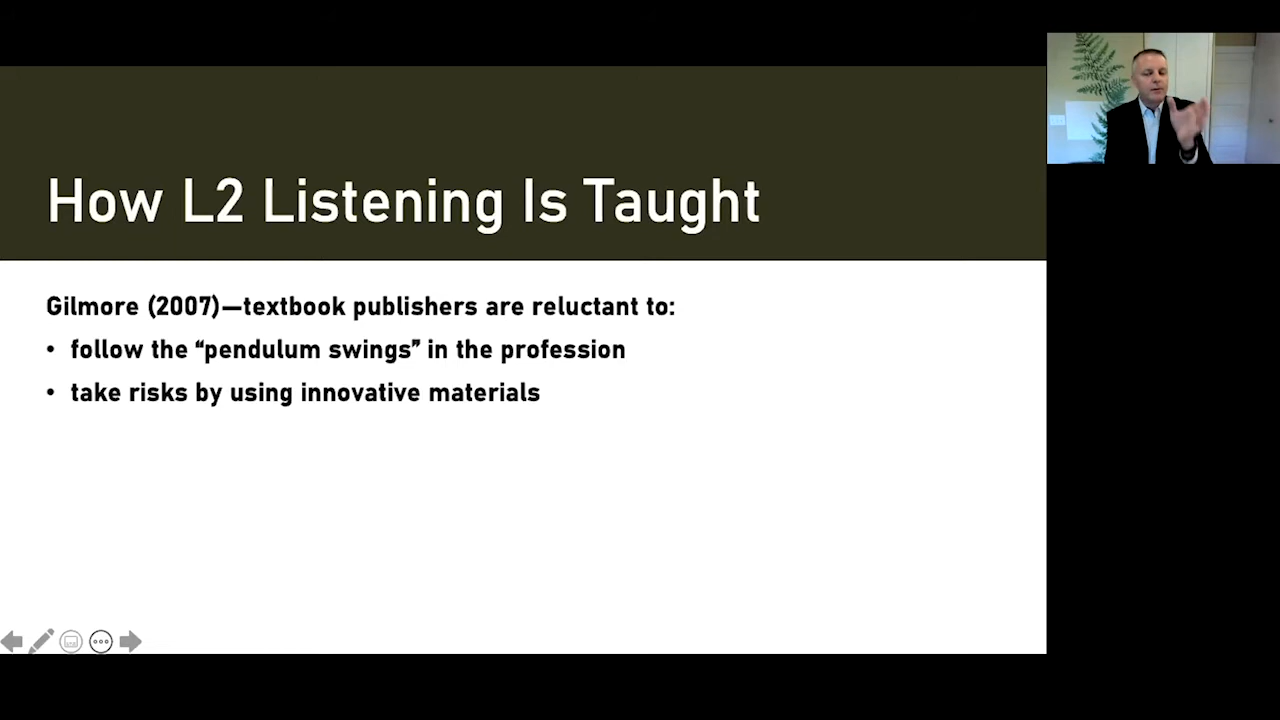 How L2 Listening Is Taught
Gilmore (2007)—textbook publishers are reluctant to:
• follow the “pendulum swings” in the profession
• take risks by using innovative materials